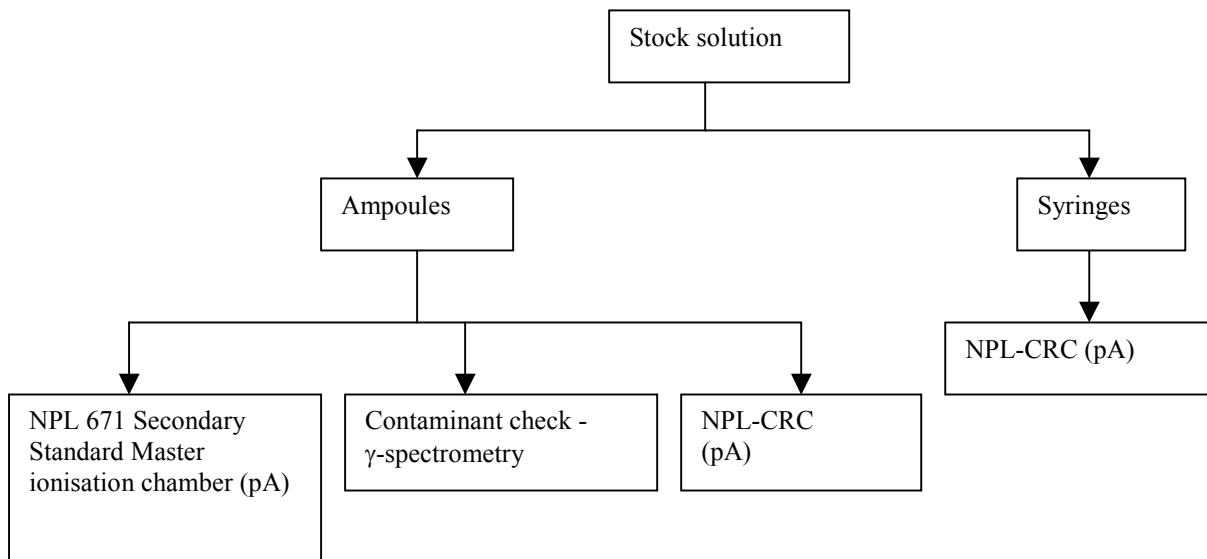 Stock solution
Ampoules
Syringes
NPL-CRC (pA)
NPL 671 Secondary
Standard Master
ionisation chamber (pA)
Contaminant check -
γ-spectrometry
NPL-CRC
(pA)